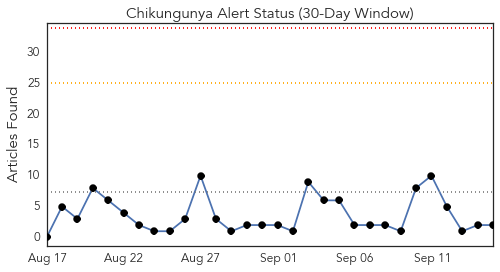 Chikungunya Alert Status (30-Day Window)
Articles Found
30
25
20
15
10
5
0
Aug 17 Aug 22 Aug 27 Sep 01 Sep 06 Sep 11